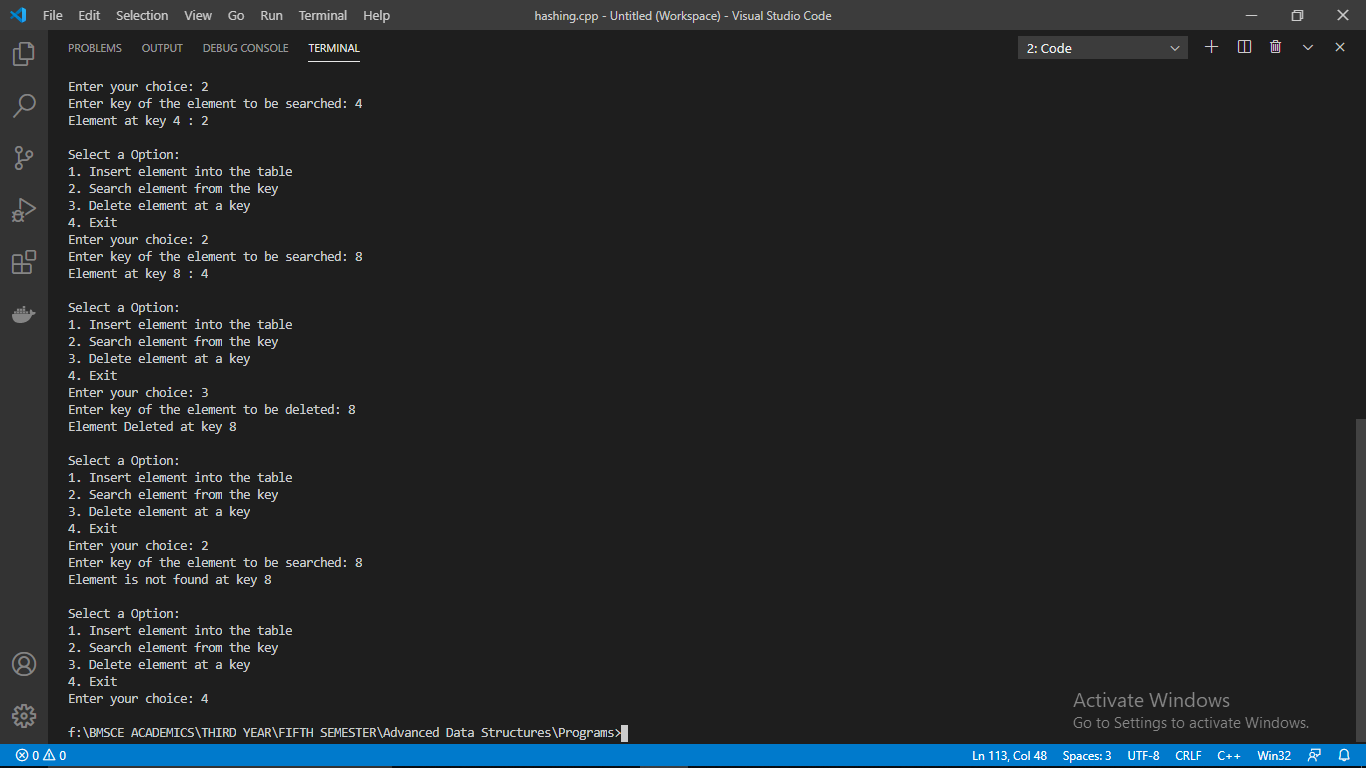 File Edit Selection View Go Run Terminal Help hashing.cpp - Untitled (Workspace) - Visual Studio Code
PROBLEMS OUTPUT DEBUG CONSOLE TERMINAL 2: Code
Enter your choice: 2
Enter key of the element to be searched: 4
Element at key 4 : 2
Select a Option:
1. Insert element into the table
2. Search element from the key
3. Delete element at a key
4. Exit
Enter your choice: 2
Enter key of the element to be searched: 8
Element at key 8 : 4
Select a Option:
1. Insert element into the table
2. Search element from the key
3. Delete element at a key
4. Exit
Enter your choice: 3
Enter key of the element to be deleted: 8
Element Deleted at key 8
Select a Option:
1. Insert element into the table
2. Search element from the key
3. Delete element at a key
4. Exit
Enter your choice: 2
Enter key of the element to be searched: 8
Element is not found at key 8
Select a Option:
1. Insert element into the table
2. Search element from the key
3. Delete element at a key
4. Exit
Enter your choice: 4
f:\BMSCE ACADEMICS\THIRD YEAR\FIFTH SEMESTER\Advanced Data Structures\Programs>
Activate Windows
Go to Settings to activate Windows.
0 0 Ln 113, Col 48 Spaces: 3 UTF-8 CRLF C++ Win32